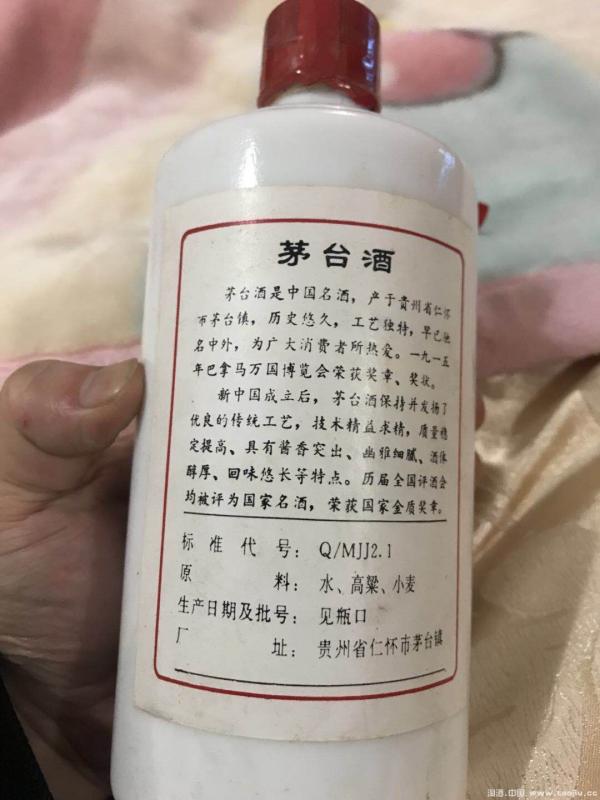 茅台酒
茅台酒是中国名酒，产于贵州省仁怀
市茅台镇，历史悠久，工艺独特，早已驰
名中外，为广大消费者所热爱。一九一五
年巴拿马万国博览会荣获奖章、奖状。
新中国成立后，茅台酒保持并发扬了
优良的传统工艺，技术精益求精，质量稳
定提高、具有酱香突出、幽雅细腻、酒体
醇厚、回味悠长等特点。历届全国评酒会
均被评为国家名酒，荣获国家金质奖章。
标准代号：Q/MJJ2.1
原料：水、高粱、小麦
生产日期及批号：见瓶口
厂址：贵州省仁怀市茅台镇
淘酒.中国 www.taojiu.cc